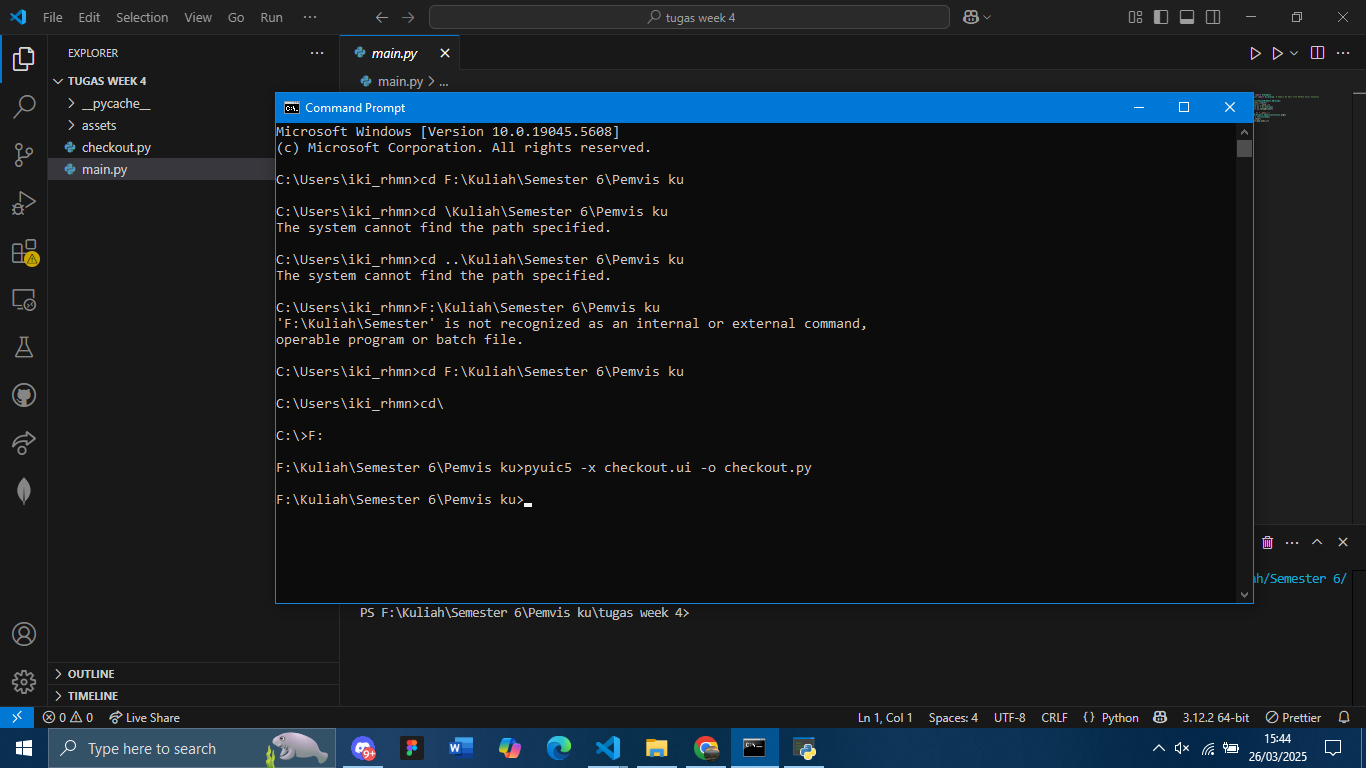 File Edit Selection View Go Run ···
tugas week 4
EXPLORER
main.py
TUGAS WEEK 4
main.py > ...
__pycache__
assets
checkout.py
main.py
Command Prompt
Microsoft Windows [Version 10.0.19045.5608]
(c) Microsoft Corporation. All rights reserved.
C:\Users\iki_rhmn>cd F:\Kuliah\Semester 6\Pemvis ku
C:\Users\iki_rhmn>cd \Kuliah\Semester 6\Pemvis ku
The system cannot find the path specified.
C:\Users\iki_rhmn>cd ..\Kuliah\Semester 6\Pemvis ku
The system cannot find the path specified.
C:\Users\iki_rhmn>F:\Kuliah\Semester 6\Pemvis ku
'F:\Kuliah\Semester' is not recognized as an internal or external command,
operable program or batch file.
C:\Users\iki_rhmn>cd F:\Kuliah\Semester 6\Pemvis ku
C:\Users\iki_rhmn>cd\
C:\>F:
F:\Kuliah\Semester 6\Pemvis ku>pyuic5 -x checkout.ui -o checkout.py
F:\Kuliah\Semester 6\Pemvis ku>
ah/Semester 6/
PS F:\Kuliah\Semester 6\Pemvis ku\tugas week 4>
OUTLINE
TIMELINE
0 0 Live Share
Ln 1, Col 1 Spaces: 4 UTF-8 CRLF {} Python 3.12.2 64-bit Prettier
Type here to search
15:44
26/03/2025